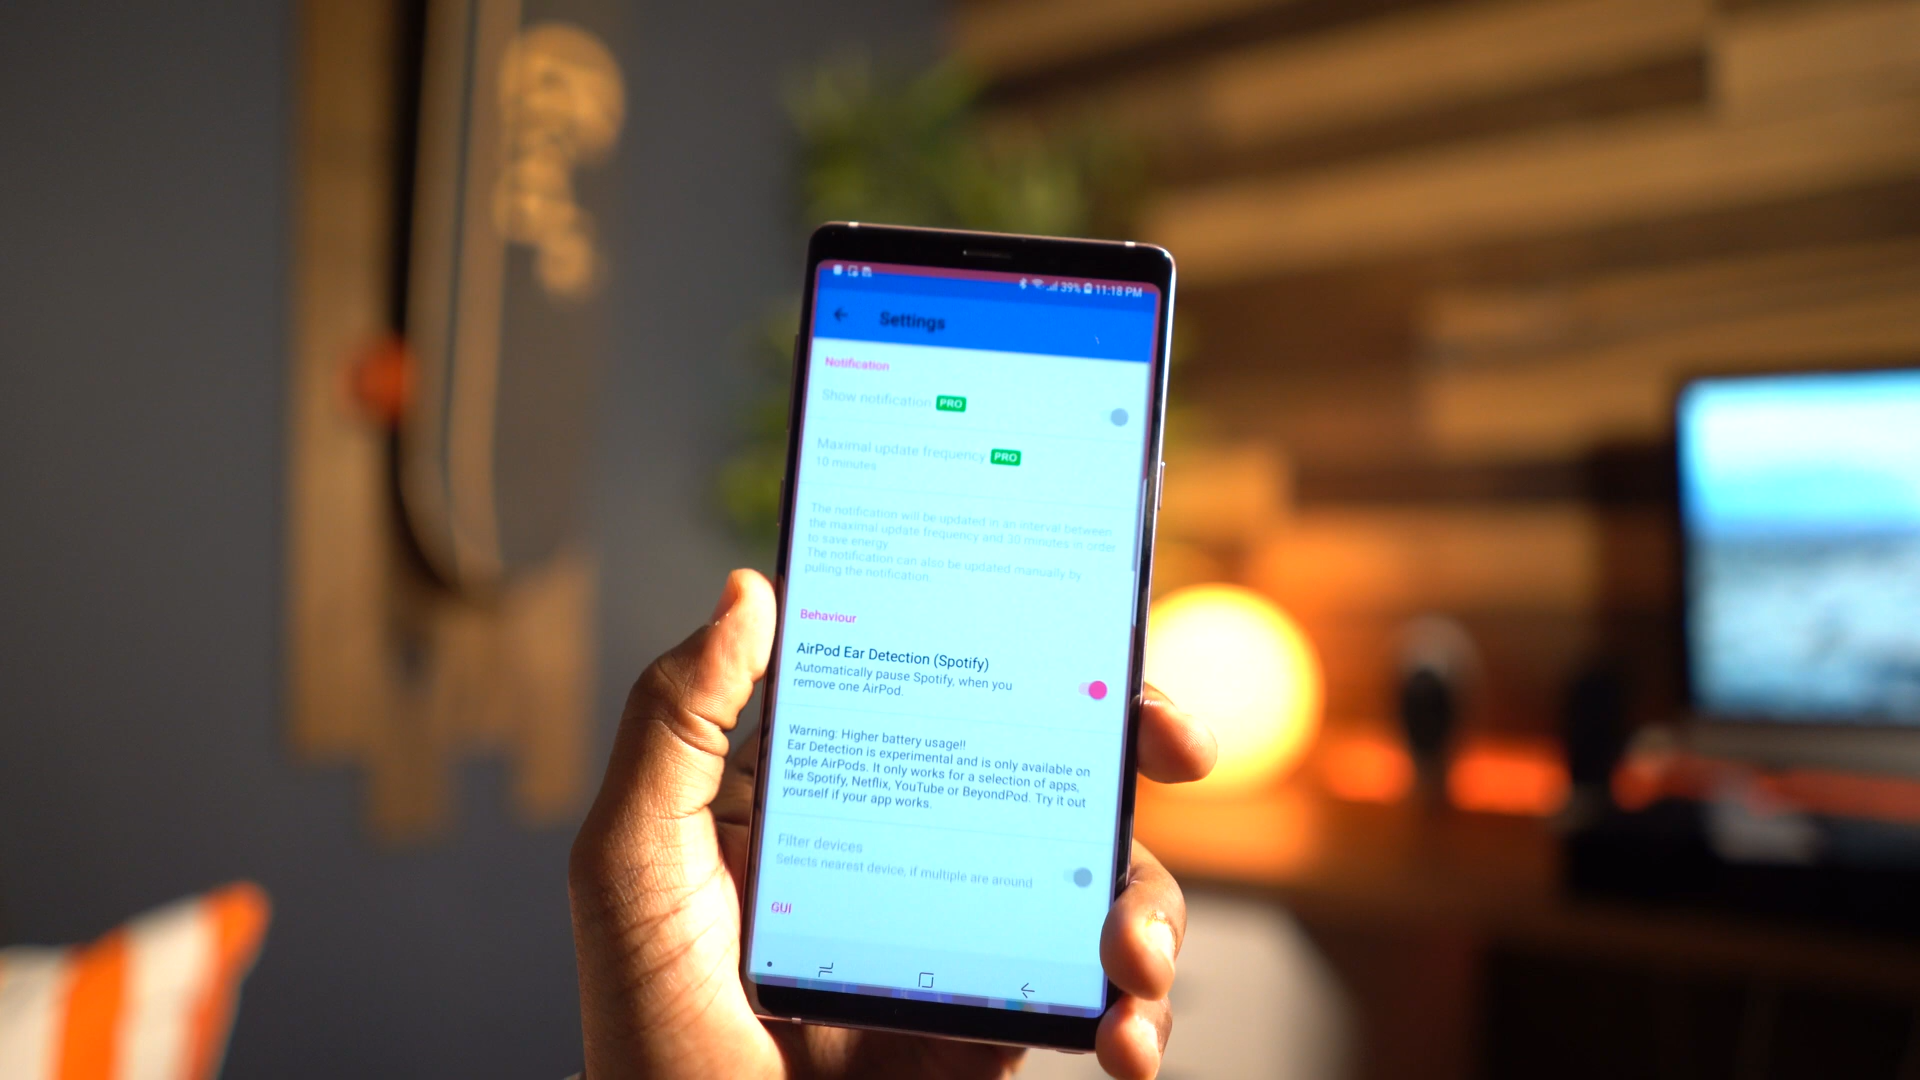 39% 11:18 PM
Settings
Notification
Show notification PRO
Maximal update frequency PRO
10 minutes
The notification will be updated in an interval between
the maximal update frequency and 30 minutes in order
to save energy
The notification can also be updated manually by
pulling the notification.
Behaviour
AirPod Ear Detection (Spotify)
Automatically pause Spotify, when you
remove one AirPod.
Warning: Higher battery usage!!
Ear Detection is experimental and is only available on
Apple AirPods. It only works for a selection of apps,
like Spotify, Netflix, YouTube or BeyondPod. Try it out
yourself if your app works.
Filter devices
Selects nearest device, if multiple are around
GUI